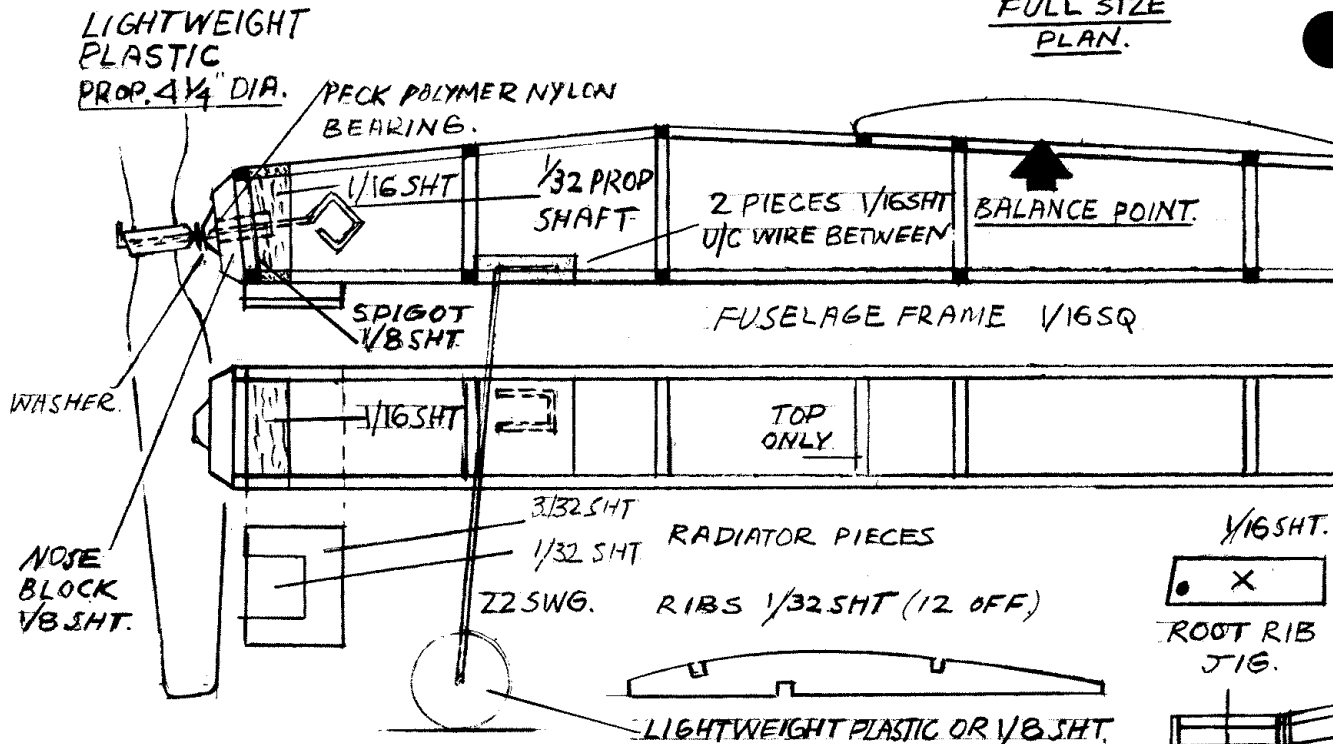 LIGHTWEIGHT
PLASTIC
PROP. 4 1/4" DIA.
FULL SIZE
PLAN.
PECK POLYMER NYLON
BEARING.
1/16 SHT
1/32 PROP
SHAFT
2 PIECES 1/16 SHT
U/C WIRE BETWEEN
BALANCE POINT.
SPIGOT
1/8 SHT.
FUSELAGE FRAME 1/16 SQ
WASHER.
1/16 SHT
TOP
ONLY
3/32 SHT
1/32 SHT
RADIATOR PIECES
1/16 SHT.
NOSE
BLOCK
1/8 SHT.
22 SWG.
RIBS 1/32 SHT (12 OFF)
X
ROOT RIB
JIG.
LIGHTWEIGHT PLASTIC OR 1/8 SHT.